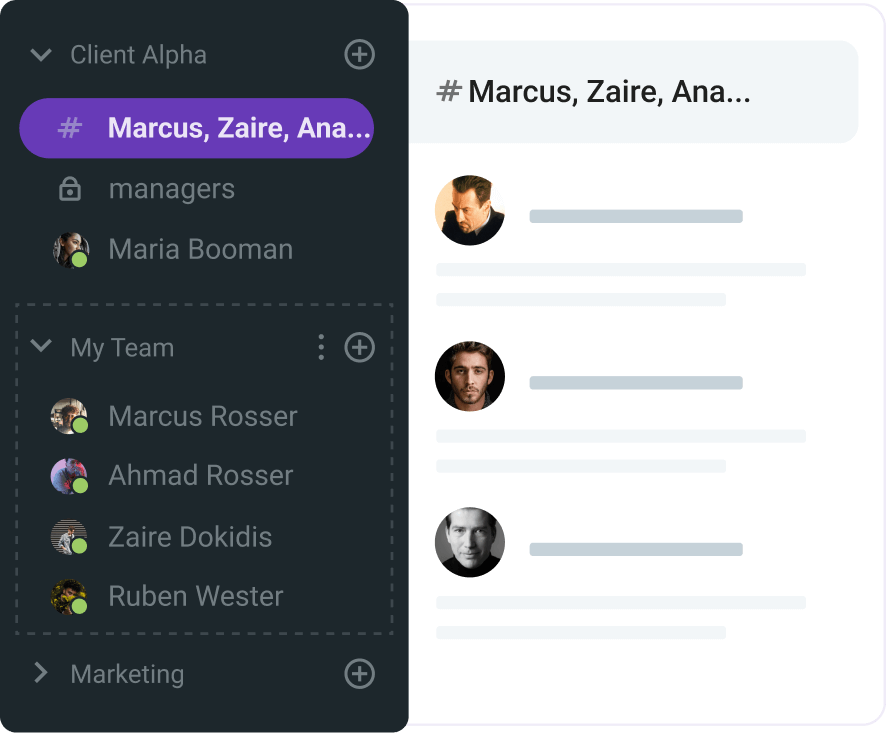 Client Alpha
# Marcus, Zaire, Ana...
managers
Maria Booman
My Team
Marcus Rosser
Ahmad Rosser
Zaire Dokidis
Ruben Wester
Marketing
# Marcus, Zaire, Ana...